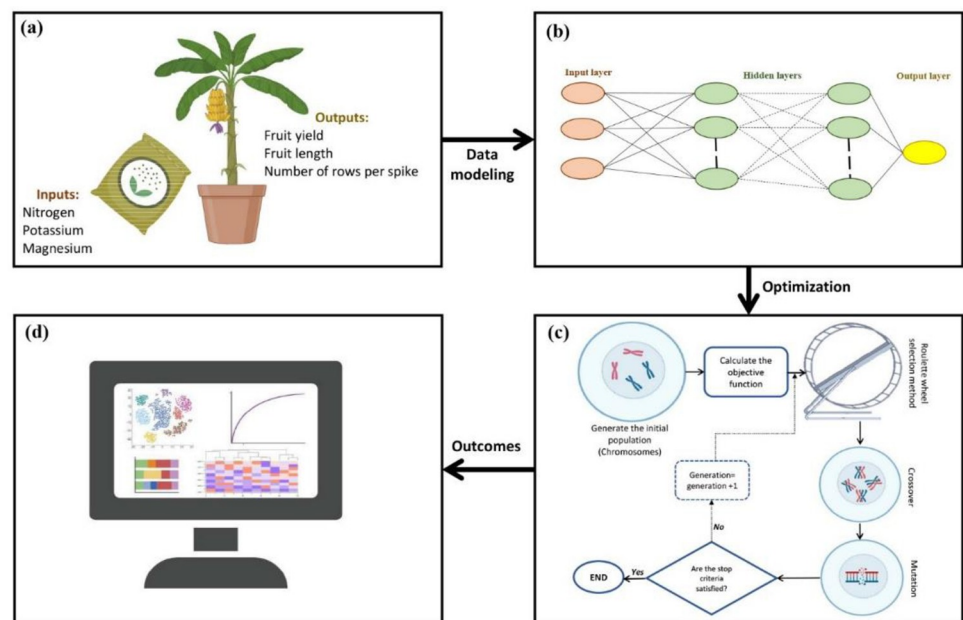 (a)
Outputs:
Fruit yield
Fruit length
Number of rows per spike
Inputs:
Nitrogen
Potassium
Magnesium
Data
modeling
(b)
Input layer
Hidden layers
Output layer
Optimization
(c)
Generate the initial
population
(Chromosomes)
Calculate the
objective
function
Roulette wheel
selection method
Crossover
Mutation
Are the stop
criteria
satisfied?
No
Generation=
generation +1
Yes
END
Outcomes
(d)